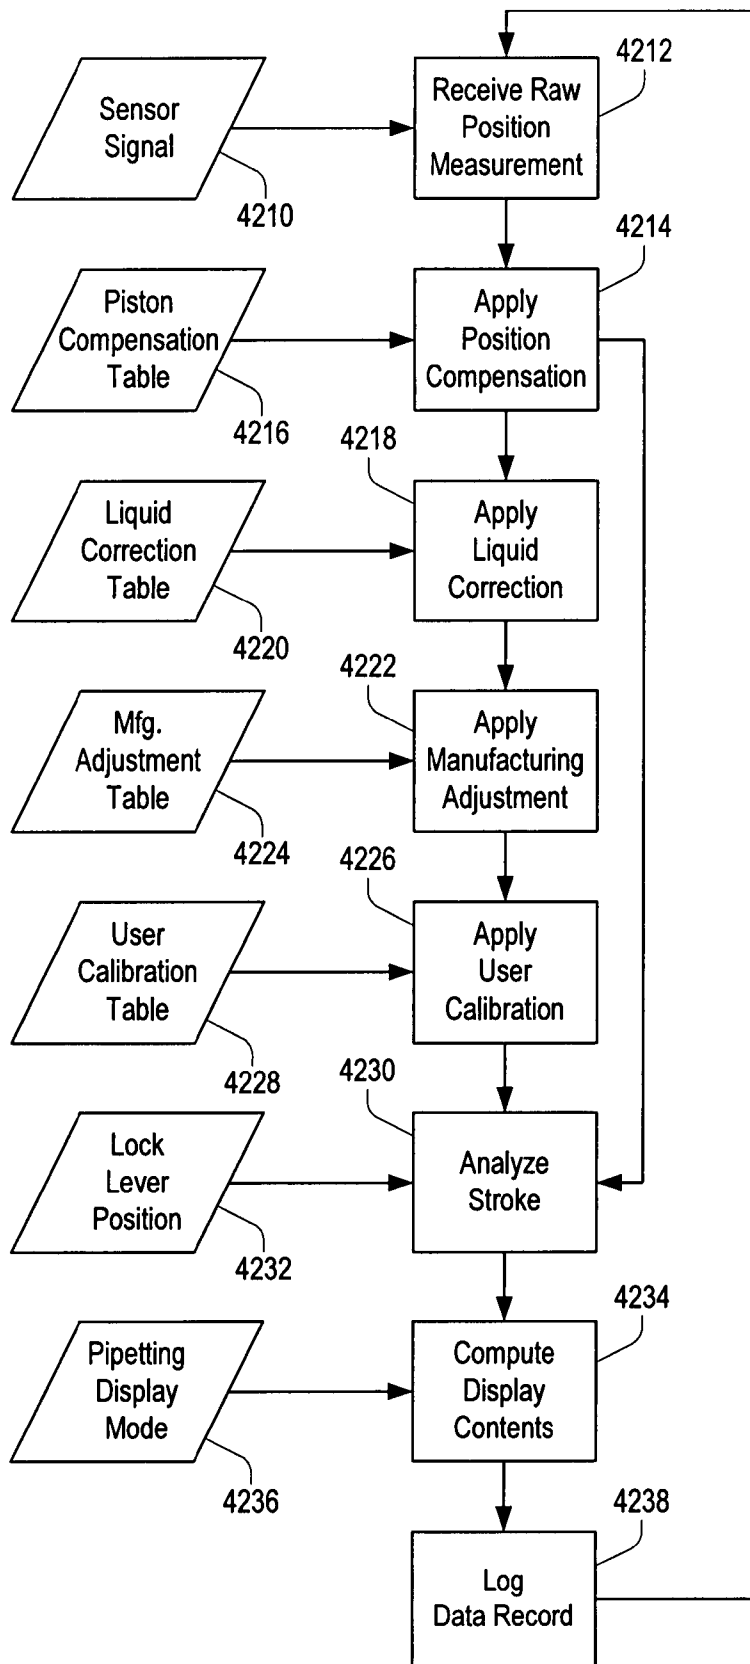 Sensor
Signal
4210
Receive Raw
Position
Measurement
4212
Piston
Compensation
Table
4216
Apply
Position
Compensation
4214
Liquid
Correction
Table
4220
Apply
Liquid
Correction
4218
Mfg.
Adjustment
Table
4224
Apply
Manufacturing
Adjustment
4222
User
Calibration
Table
4228
Apply
User
Calibration
4226
Lock
Lever
Position
4232
Analyze
Stroke
4230
Pipetting
Display
Mode
4236
Compute
Display
Contents
4234
Log
Data Record
4238